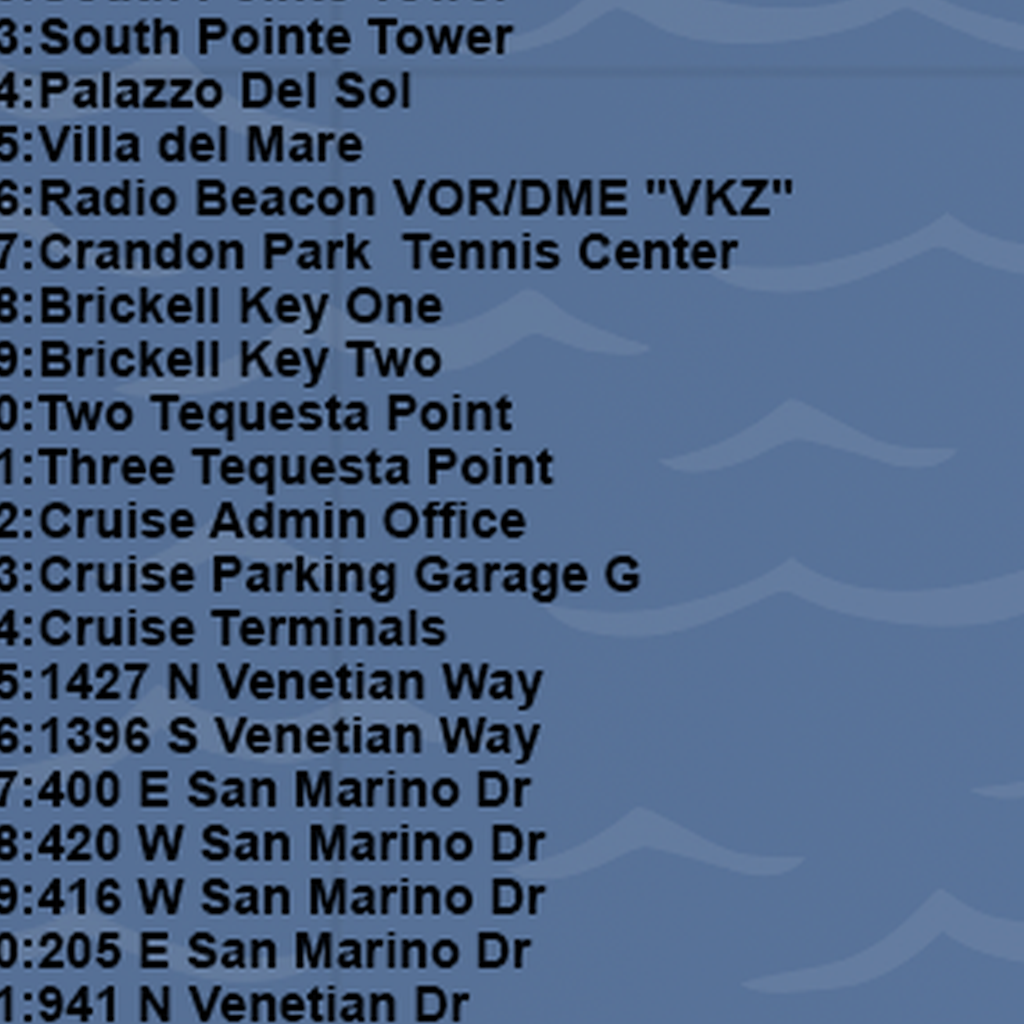 3:South Pointe Tower
4:Palazzo Del Sol
5:Villa del Mare
6:Radio Beacon VOR/DME "VKZ"
7:Crandon Park  Tennis Center
8:Brickell Key One
9:Brickell Key Two
0:Two Tequesta Point
1:Three Tequesta Point
2:Cruise Admin Office
3:Cruise Parking Garage G
4:Cruise Terminals
5:1427 N Venetian Way
6:1396 S Venetian Way
7:400 E San Marino Dr
8:420 W San Marino Dr
9:416 W San Marino Dr
0:205 E San Marino Dr
1:941 N Venetian Dr